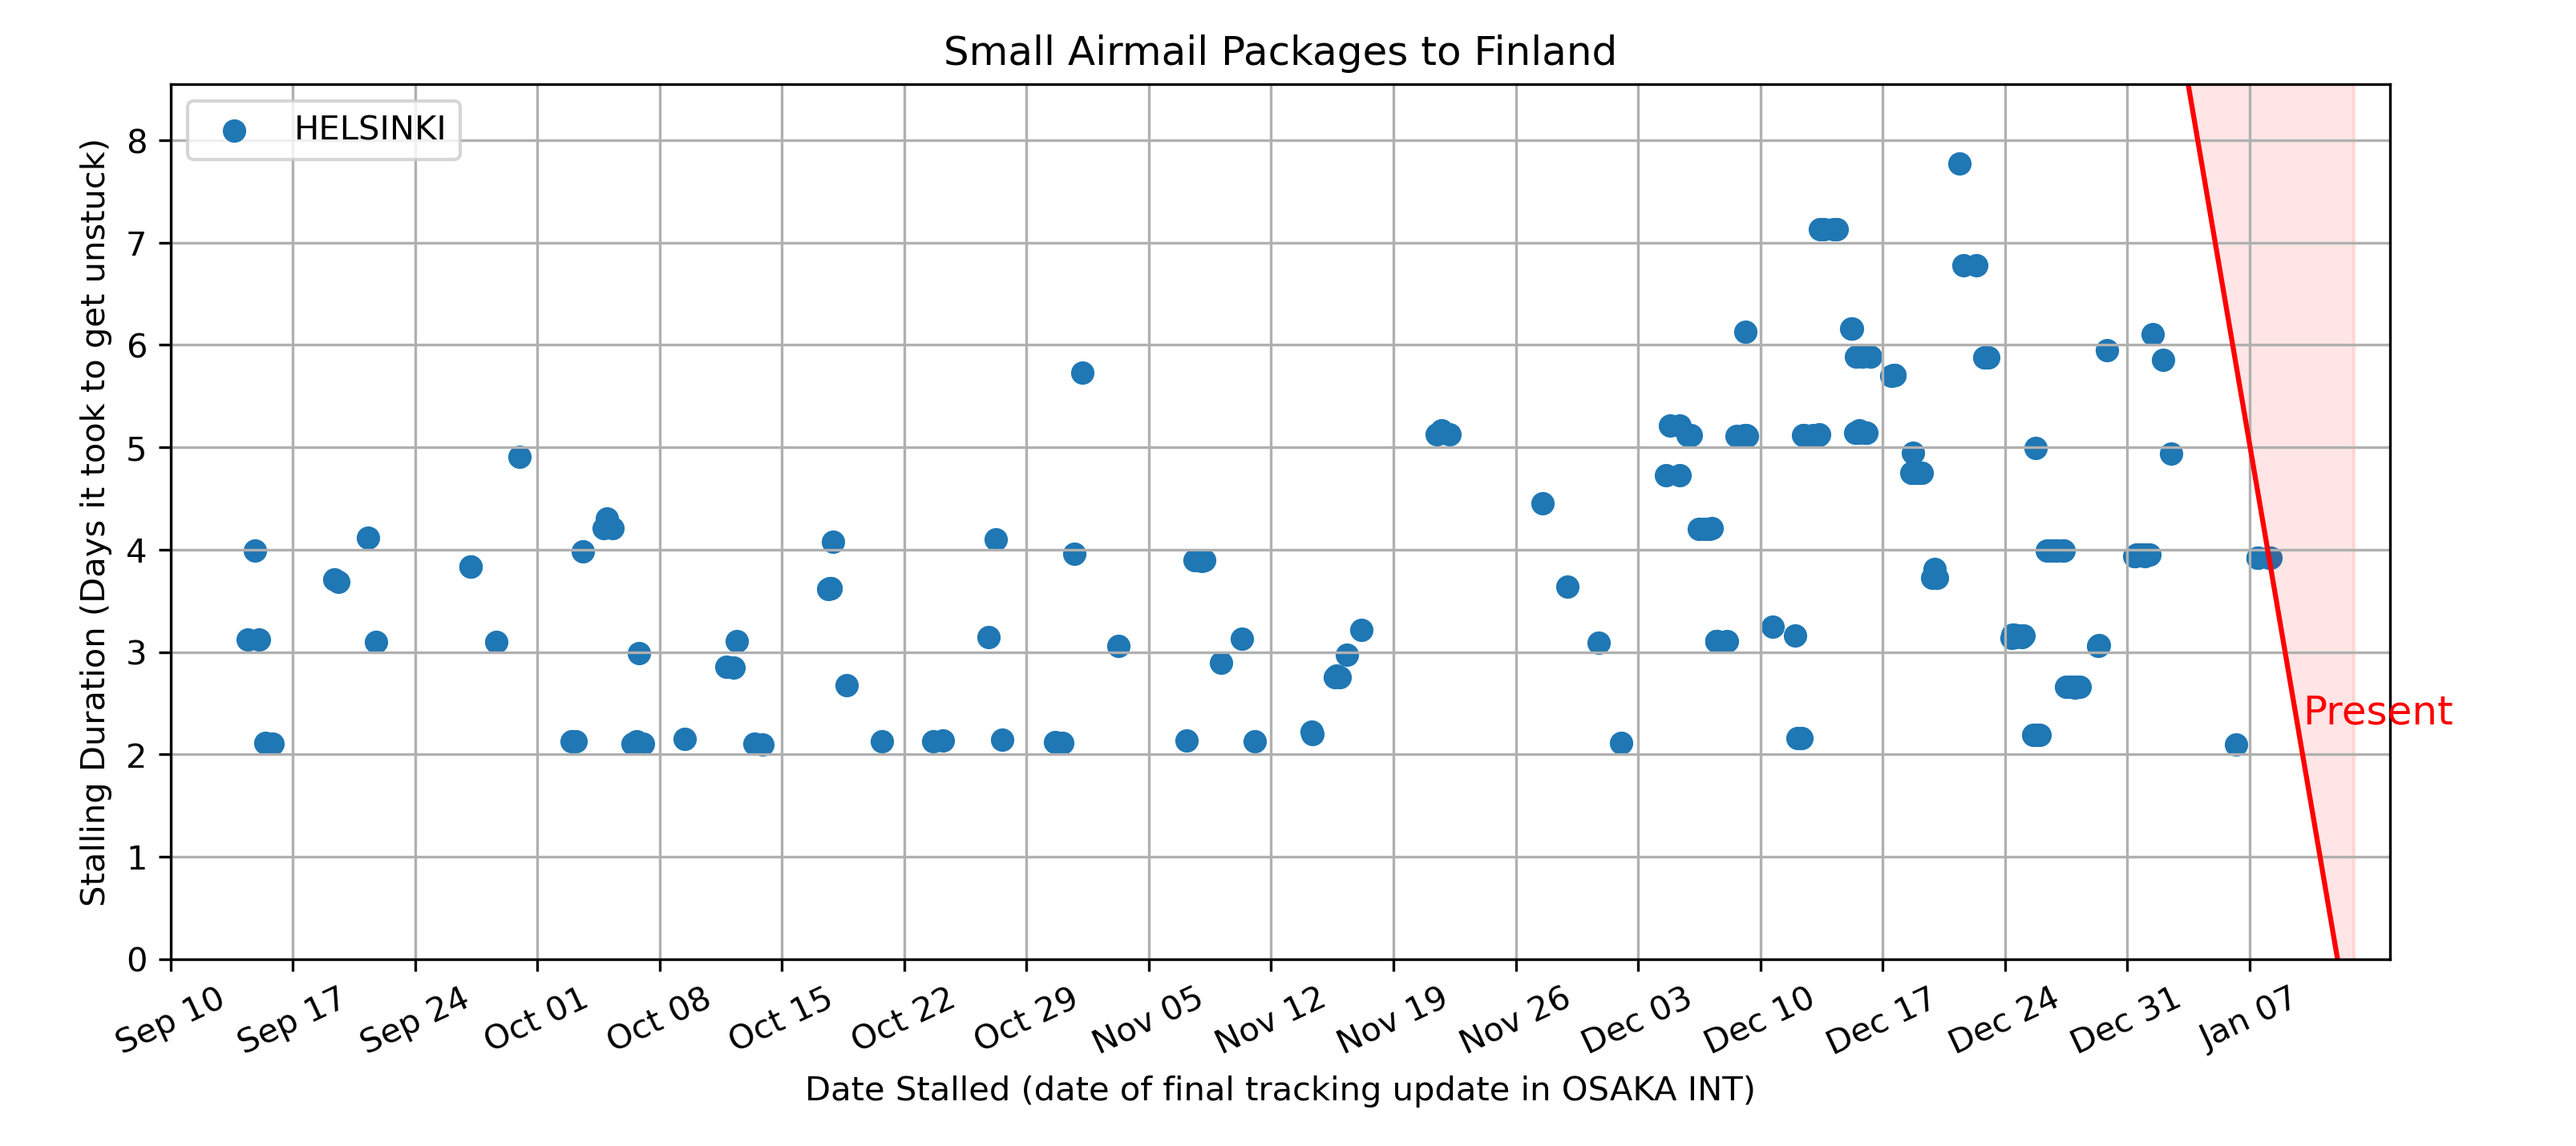 Small Airmail Packages to Finland
HELSINKI
Stalling Duration (Days it took to get unstuck)
8
7
6
5
4
3
2
1
0
Present
Sep 10
Sep 17
Sep 24
Oct 01
Oct 08
Oct 15
Oct 22
Oct 29
Nov 05
Nov 12
Nov 19
Nov 26
Dec 03
Dec 10
Dec 17
Dec 24
Dec 31
Jan 07
Date Stalled (date of final tracking update in OSAKA INT)